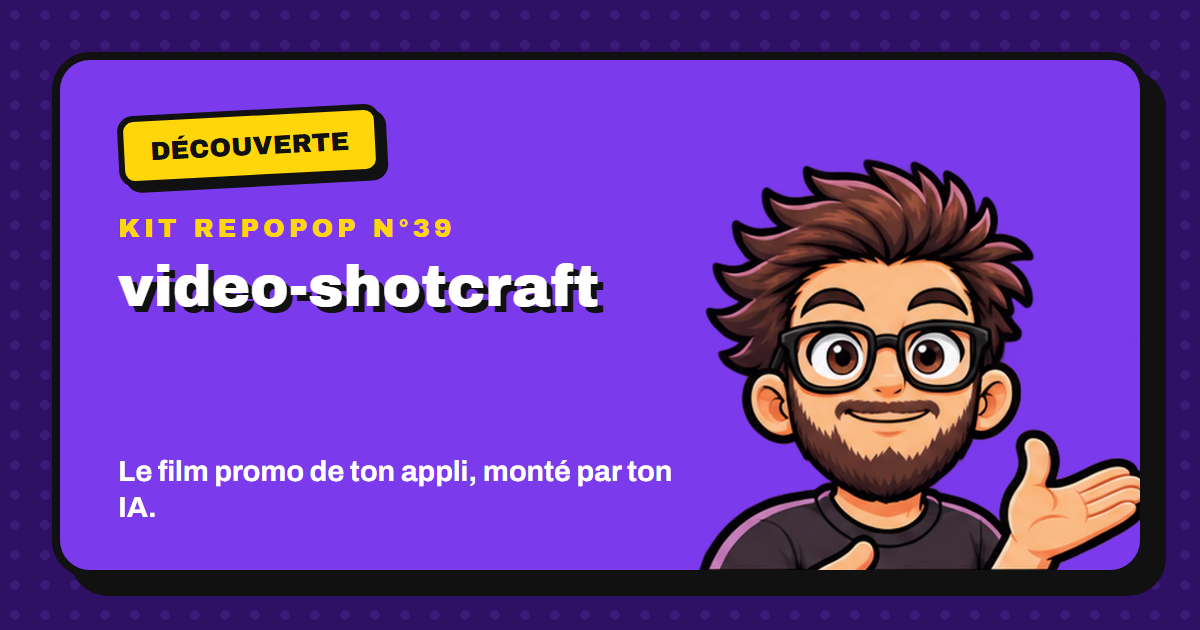 DÉCOUVERTE
KIT REPOPOP N°39
video-shotcraft
Le film promo de ton appli, monté par ton
IA.